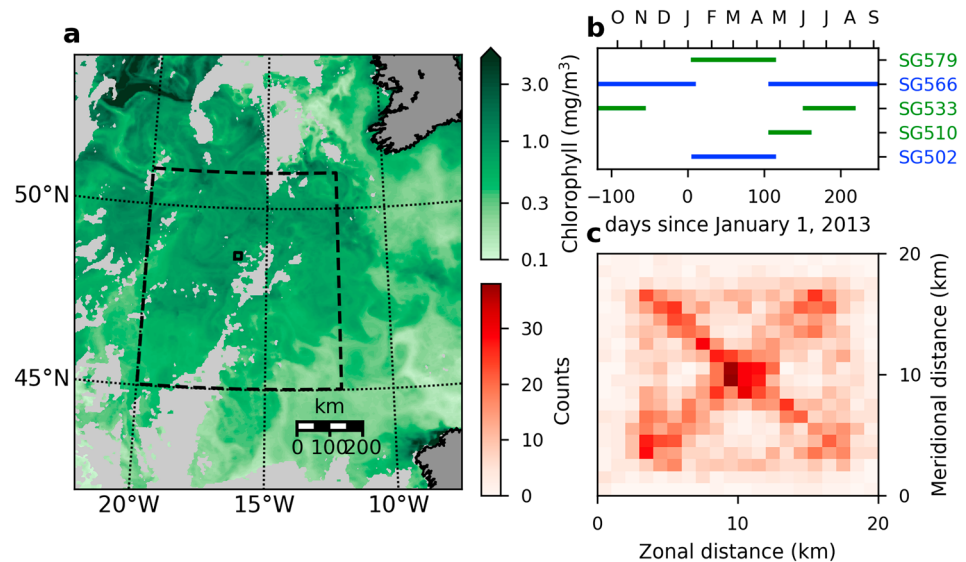 a
50°N
45°N
20°W
15°W
10°W
km
0 100200
3.0
1.0
0.3
0.1
Chlorophyll (mg/m³)
30
20
10
0
Counts
b
O N D J F M A M J J A S
SG579
SG566
SG533
SG510
SG502
−100 0 100 200
days since January 1, 2013
c
20
10
0
Meridional distance (km)
0 10 20
Zonal distance (km)